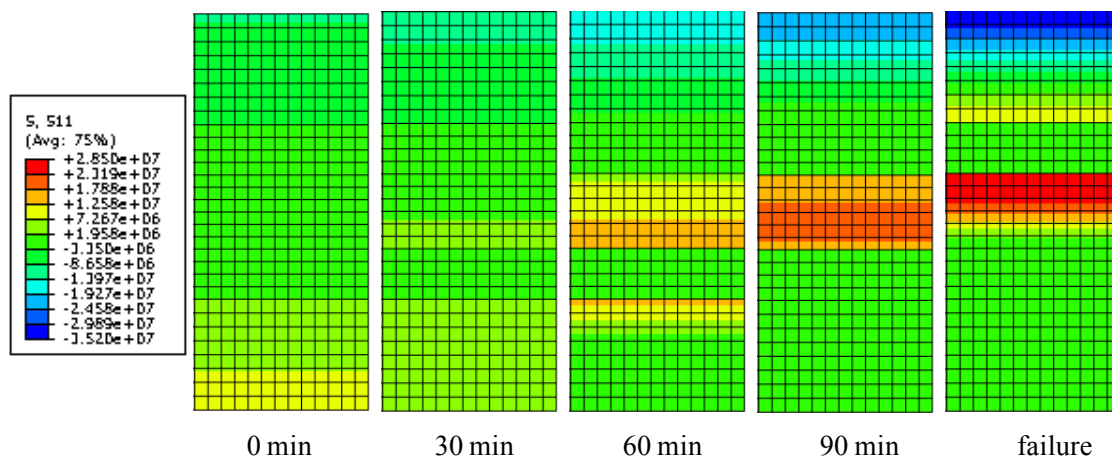 S, S11
(Avg: 75%)
+2.850e+07
+2.319e+07
+1.788e+07
+1.258e+07
+7.267e+06
+1.958e+06
-3.350e+06
-8.658e+06
-1.397e+07
-1.927e+07
-2.458e+07
-2.989e+07
-3.520e+07
0 min 30 min 60 min 90 min failure